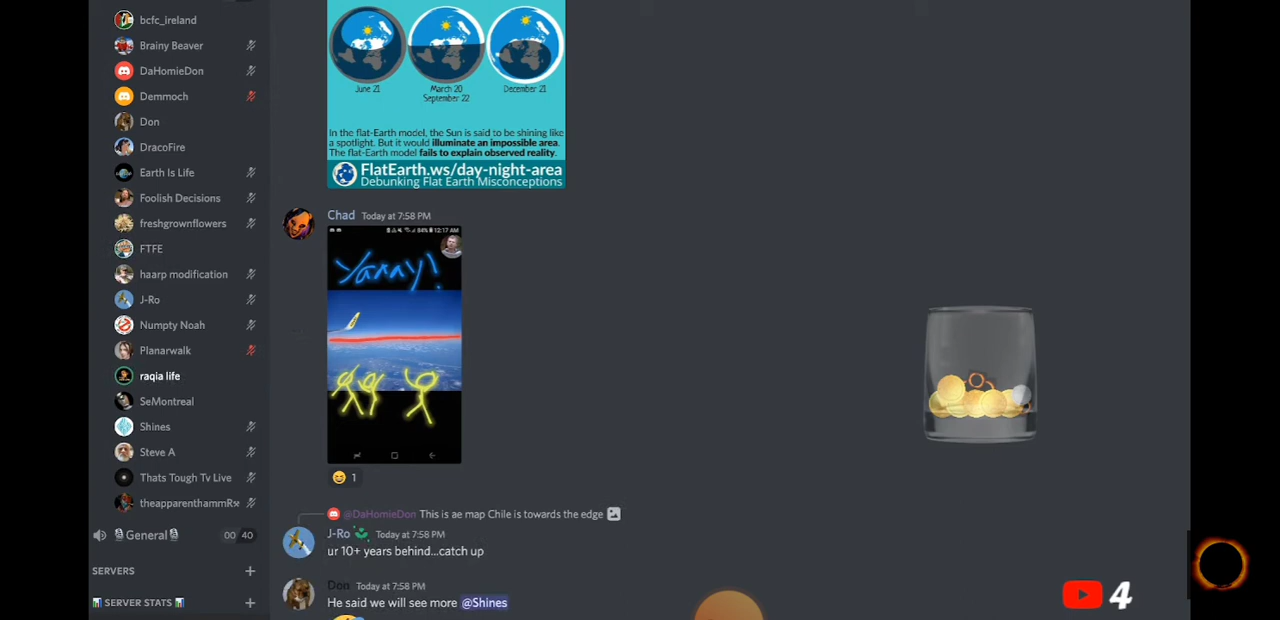 bcfc_ireland
Brainy Beaver
DaHomieDon
Demmoch
Don
DracoFire
Earth Is Life
Foolish Decisions
freshgrownflowers
FTFE
haarp modification
J-Ro
Numpty Noah
Planarwalk
raqia life
SeMontreal
Shines
Steve A
Thats Tough Tv Live
theapparenthammR
General 00 40
SERVERS
SERVER STATS
June 21
March 20
September 22
December 21
In the flat-Earth model, the Sun is said to be shining like
a spotlight. But it would illuminate an impossible area.
The flat-Earth model fails to explain observed reality.
FlatEarth.ws/day-night-area
Debunking Flat Earth Misconceptions
Chad Today at 7:58 PM
84% 12:17 AM
Yaaay!
1
@DaHomieDon This is ae map Chile is towards the edge
J-Ro Today at 7:58 PM
ur 10+ years behind...catch up
Don Today at 7:58 PM
He said we will see more @Shines
4